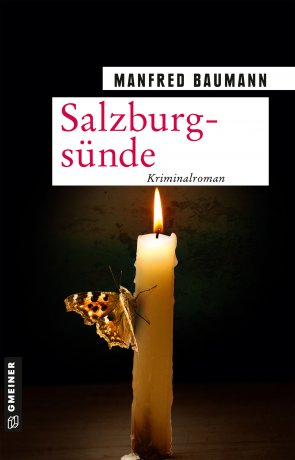 MANFRED BAUMANN
Salzburg-
sünde
Kriminalroman
GMEINER